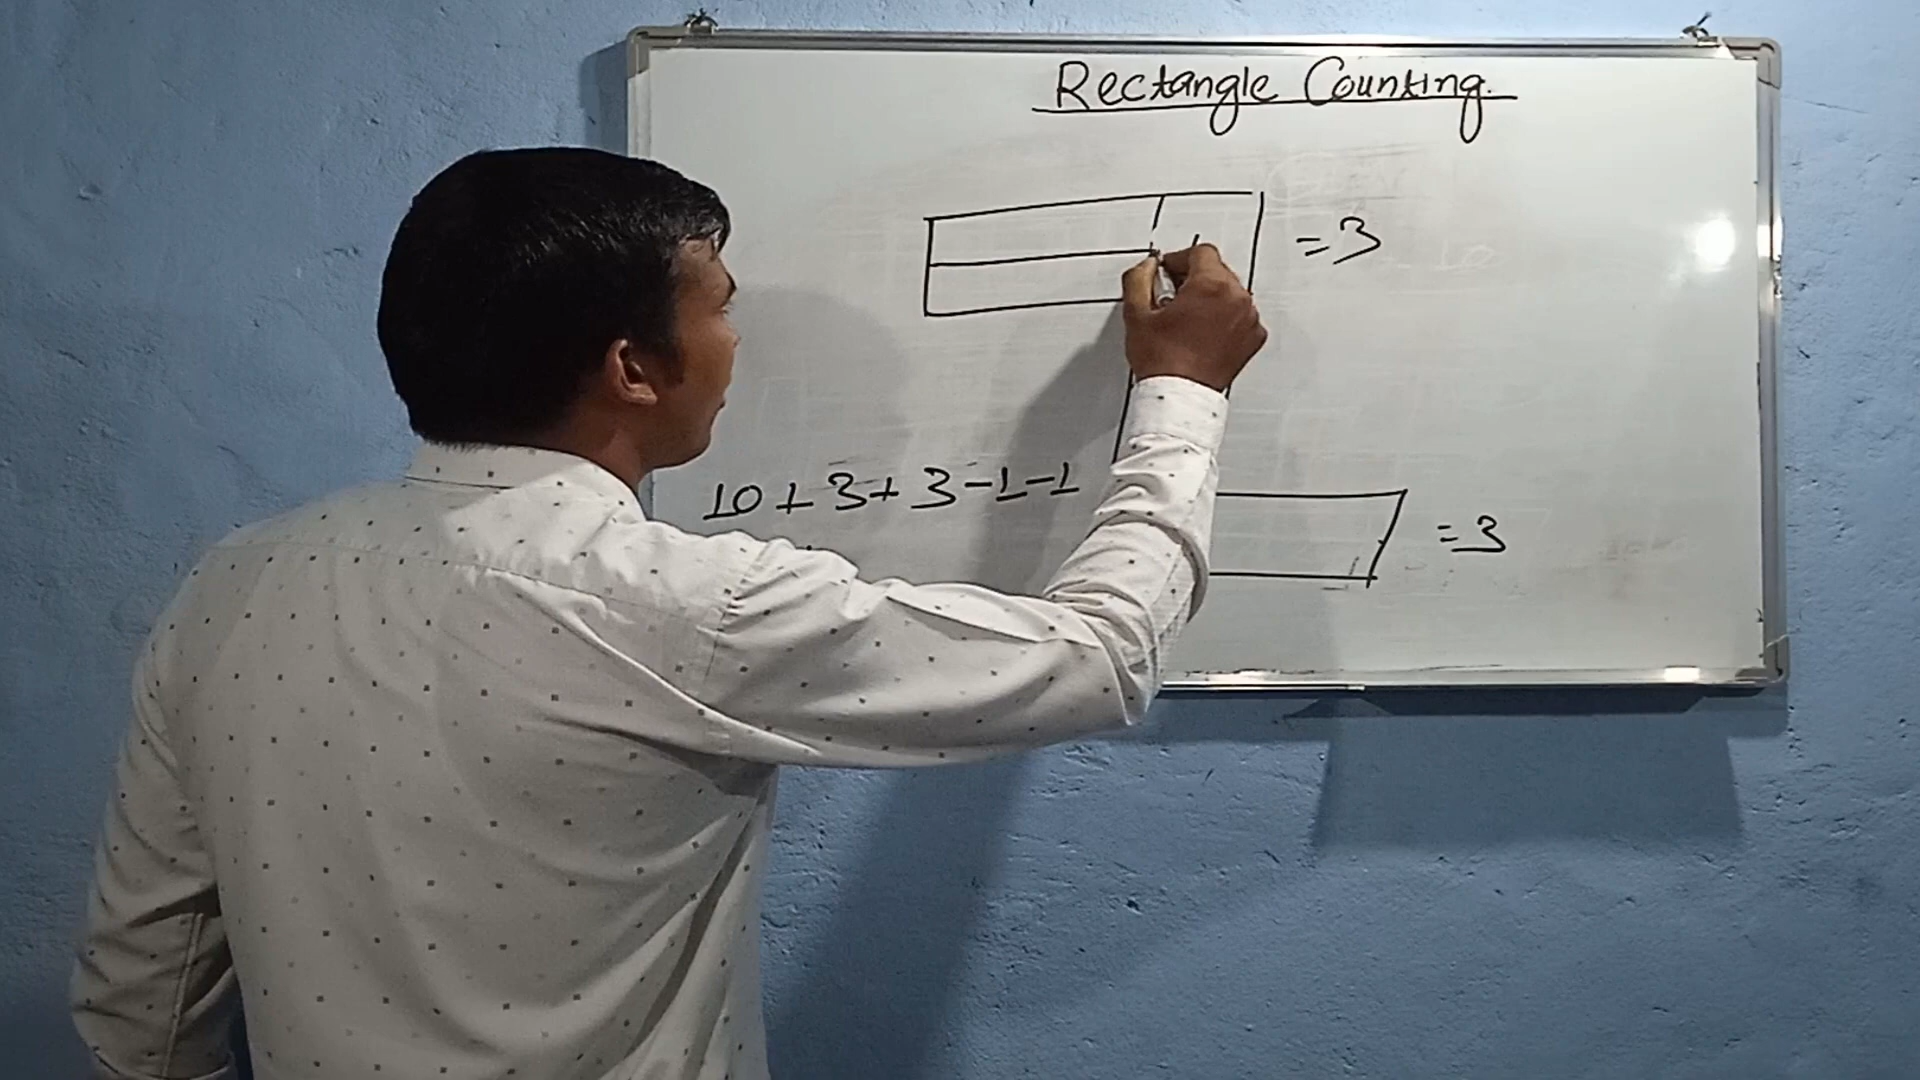 Rectangle Counting.
= 3
10 + 3 + 3 - 1 - 1
= 3